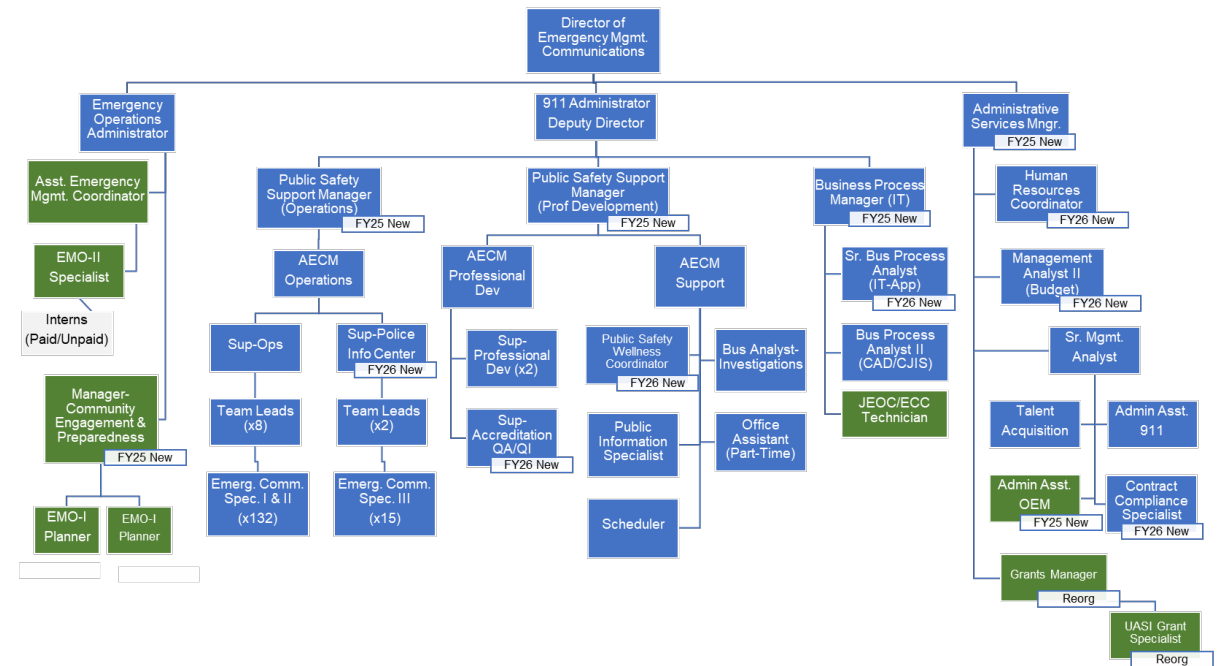 Director of
Emergency Mgmt.
Communications
Emergency
Operations
Administrator
911 Administrator
Deputy Director
Administrative
Services Mngr.
FY25 New
Asst. Emergency
Mgmt. Coordinator
EMO-II
Specialist
Interns
(Paid/Unpaid)
Manager-
Community
Engagement &
Preparedness
FY25 New
EMO-I
Planner
EMO-I
Planner
Public Safety
Support Manager
(Operations)
FY25 New
AECM
Operations
Sup-Ops
Team Leads
(x8)
Emerg. Comm.
Spec. I & II
(x132)
Sup-Police
Info Center
FY26 New
Team Leads
(x2)
Emerg. Comm.
Spec. III
(x15)
Public Safety Support
Manager
(Prof Development)
FY25 New
AECM
Professional
Dev
Sup-
Professional
Dev (x2)
Sup-
Accreditation
QA/QI
FY26 New
AECM
Support
Public Safety
Wellness
Coordinator
FY26 New
Bus Analyst-
Investigations
Public
Information
Specialist
Office
Assistant
(Part-Time)
Scheduler
Business Process
Manager (IT)
FY25 New
Sr. Bus Process
Analyst
(IT-App)
FY26 New
Bus Process
Analyst II
(CAD/CJIS)
JEOC/ECC
Technician
Human
Resources
Coordinator
FY26 New
Management
Analyst II
(Budget)
FY26 New
Sr. Mgmt.
Analyst
Talent
Acquisition
Admin Asst.
911
Admin Asst.
OEM
FY25 New
Contract
Compliance
Specialist
FY26 New
Grants Manager
Reorg
UASI Grant
Specialist
Reorg